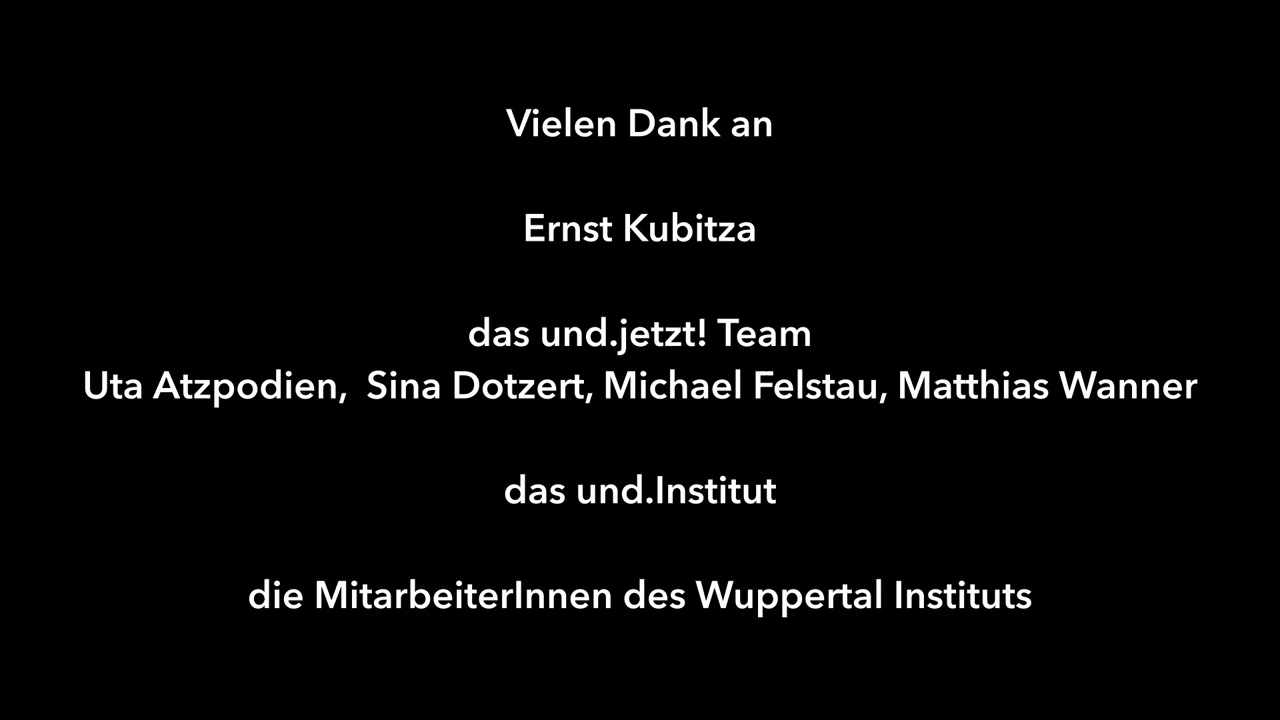 Vielen Dank an
Ernst Kubitza
das und.jetzt! Team
Uta Atzpodien,  Sina Dotzert, Michael Felstau, Matthias Wanner
das und.Institut
die MitarbeiterInnen des Wuppertal Instituts